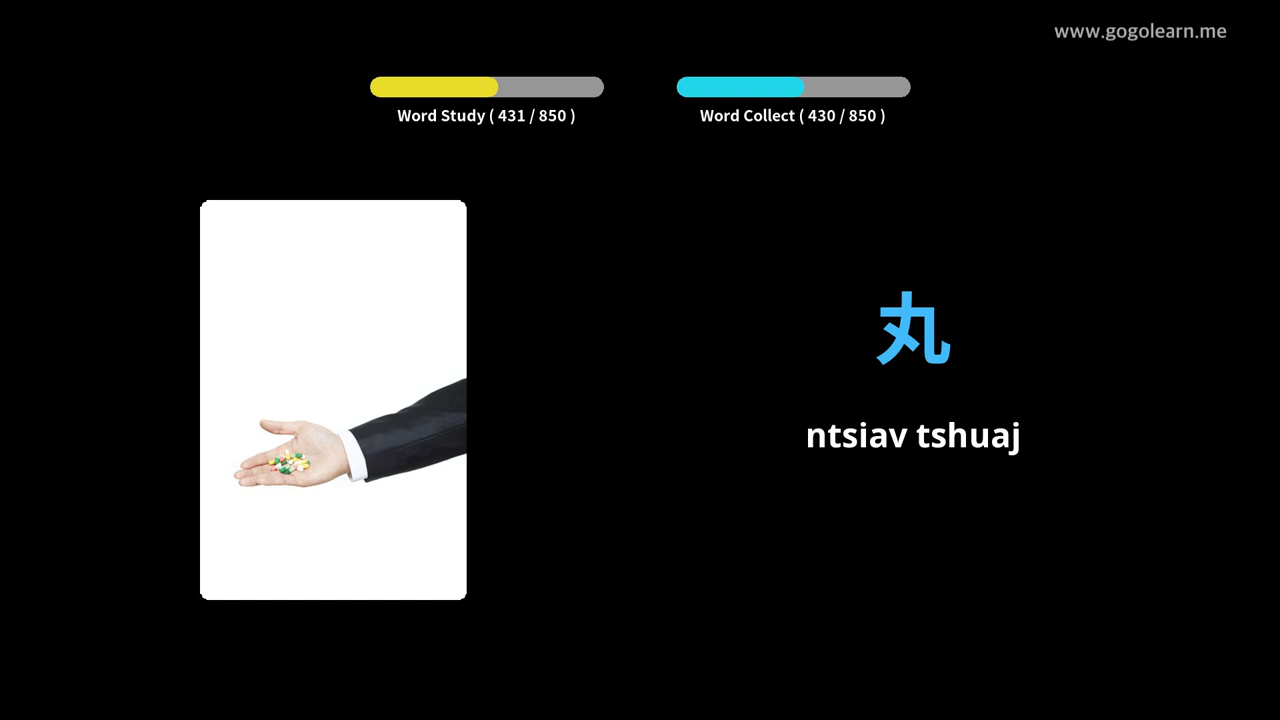 www.gogolearn.me
Word Study ( 431 / 850 )
Word Collect ( 430 / 850 )
丸
ntsiav tshuaj